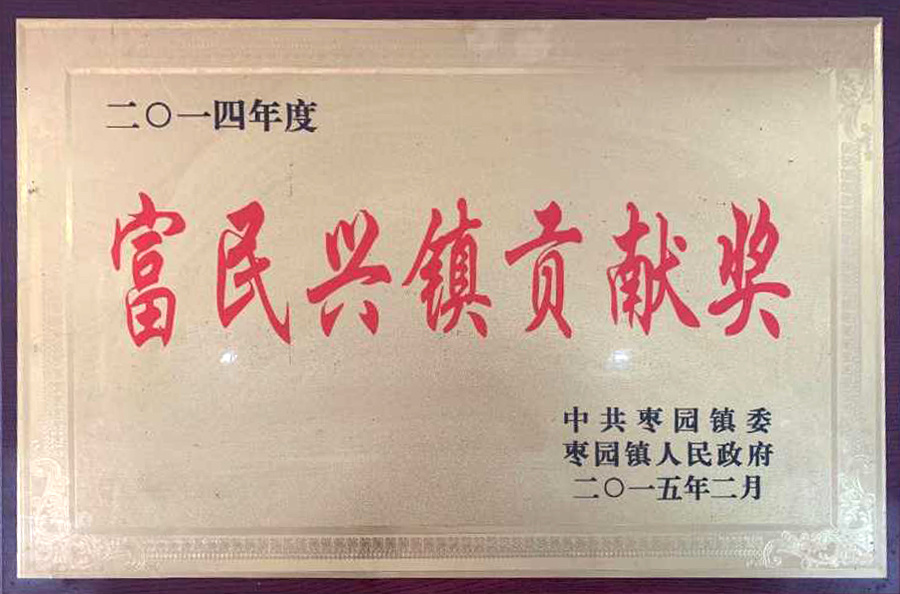 二〇一四年度
富民兴镇贡献奖
中共枣园镇委
枣园镇人民政府
二〇一五年二月